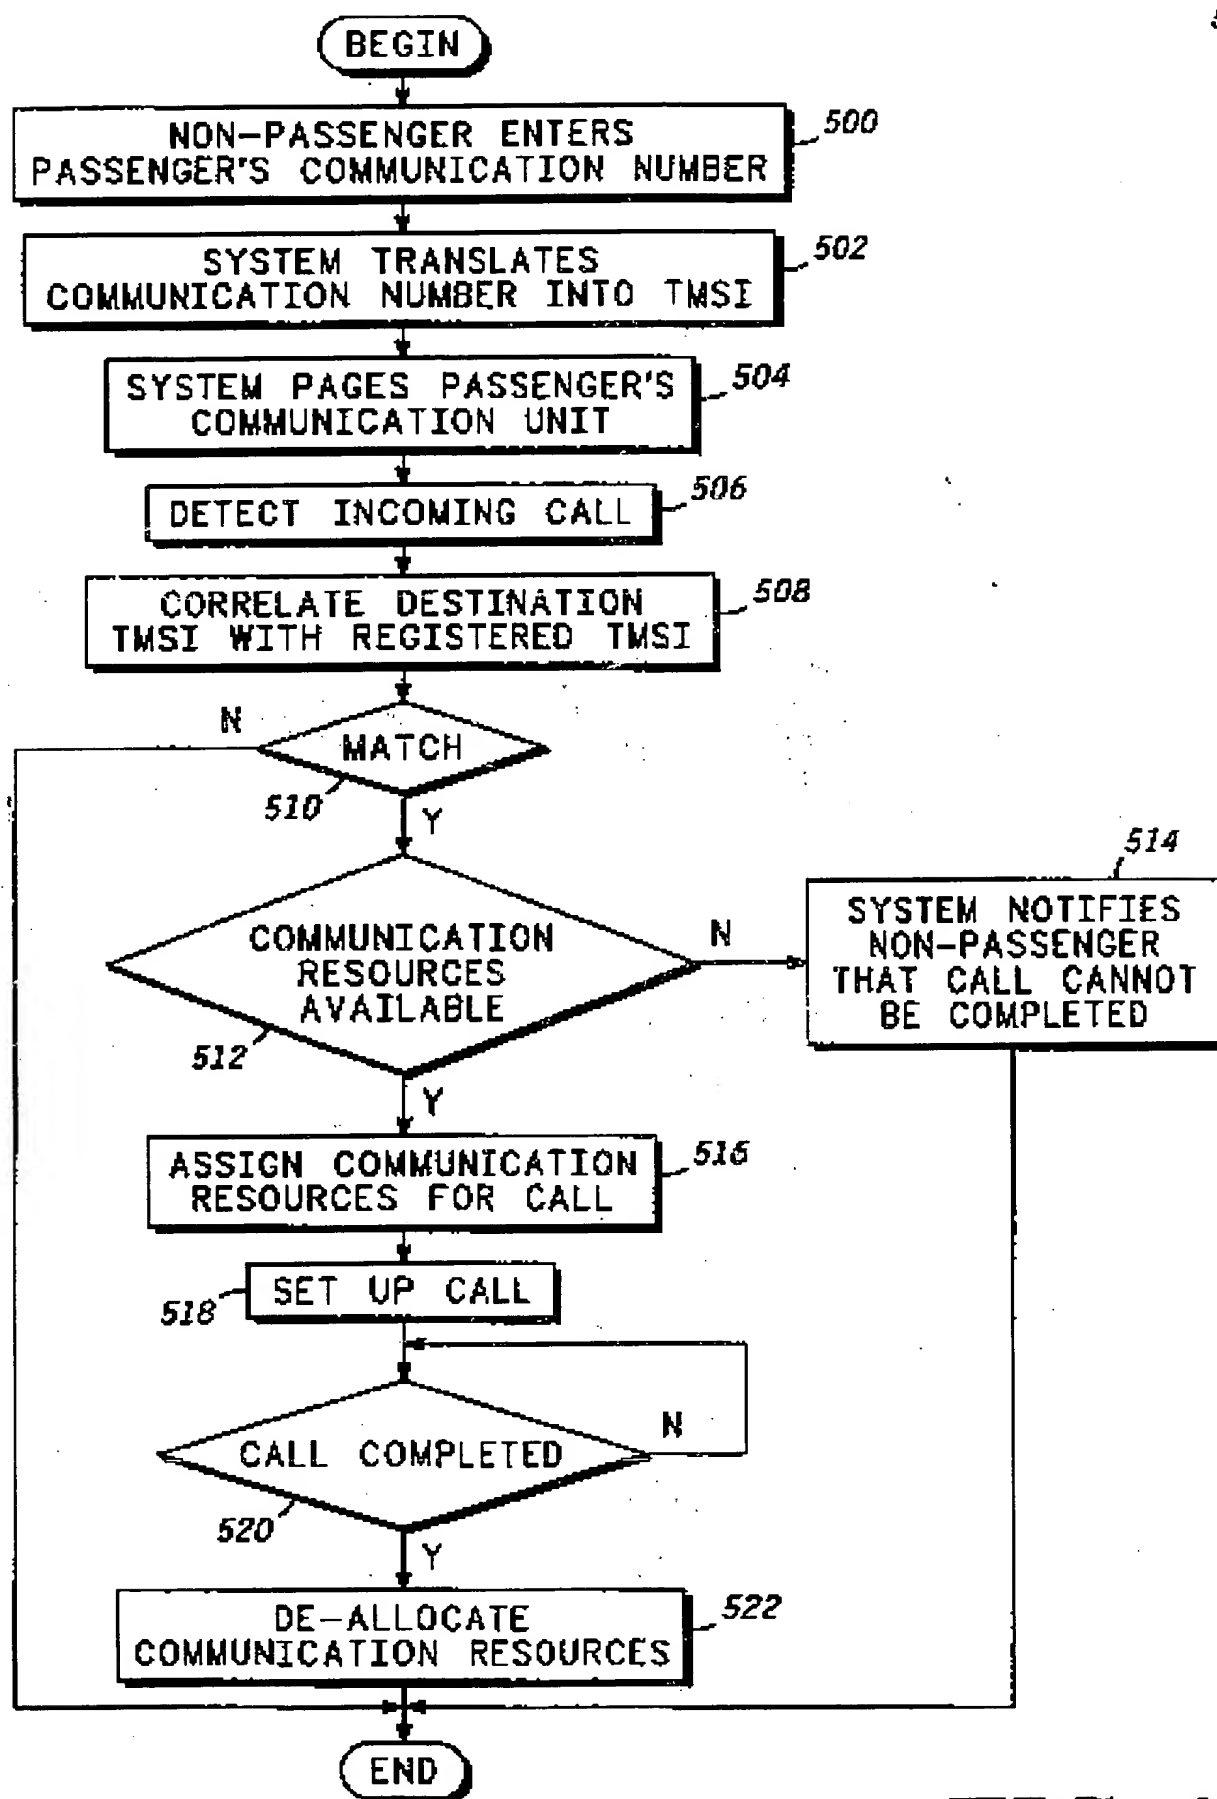 BEGIN
NON-PASSENGER ENTERS
PASSENGER'S COMMUNICATION NUMBER
500
SYSTEM TRANSLATES
COMMUNICATION NUMBER INTO TMSI
502
SYSTEM PAGES PASSENGER'S
COMMUNICATION UNIT
504
DETECT INCOMING CALL
506
CORRELATE DESTINATION
TMSI WITH REGISTERED TMSI
508
N
MATCH
510
Y
COMMUNICATION
RESOURCES
AVAILABLE
512
N
514
SYSTEM NOTIFIES
NON-PASSENGER
THAT CALL CANNOT
BE COMPLETED
Y
ASSIGN COMMUNICATION
RESOURCES FOR CALL
516
SET UP CALL
518
CALL COMPLETED
N
520
Y
DE-ALLOCATE
COMMUNICATION RESOURCES
522
END